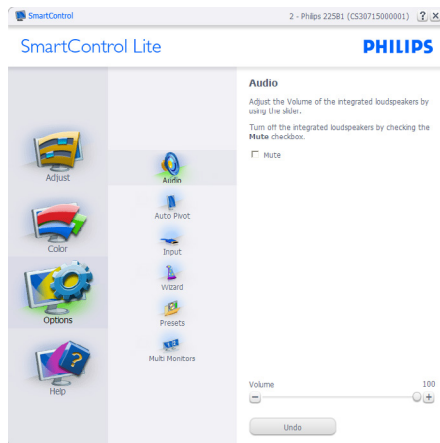 SmartControl
2 - Philips 225B1 (CS30715000001)
SmartControl Lite
PHILIPS
Adjust
Color
Options
Help
Audio
Auto Pivot
Input
Wizard
Presets
Multi Monitors
Audio
Adjust the Volume of the integrated loudspeakers by
using the slider.
Turn off the integrated loudspeakers by checking the
Mute checkbox.
Mute
Volume 100
Undo